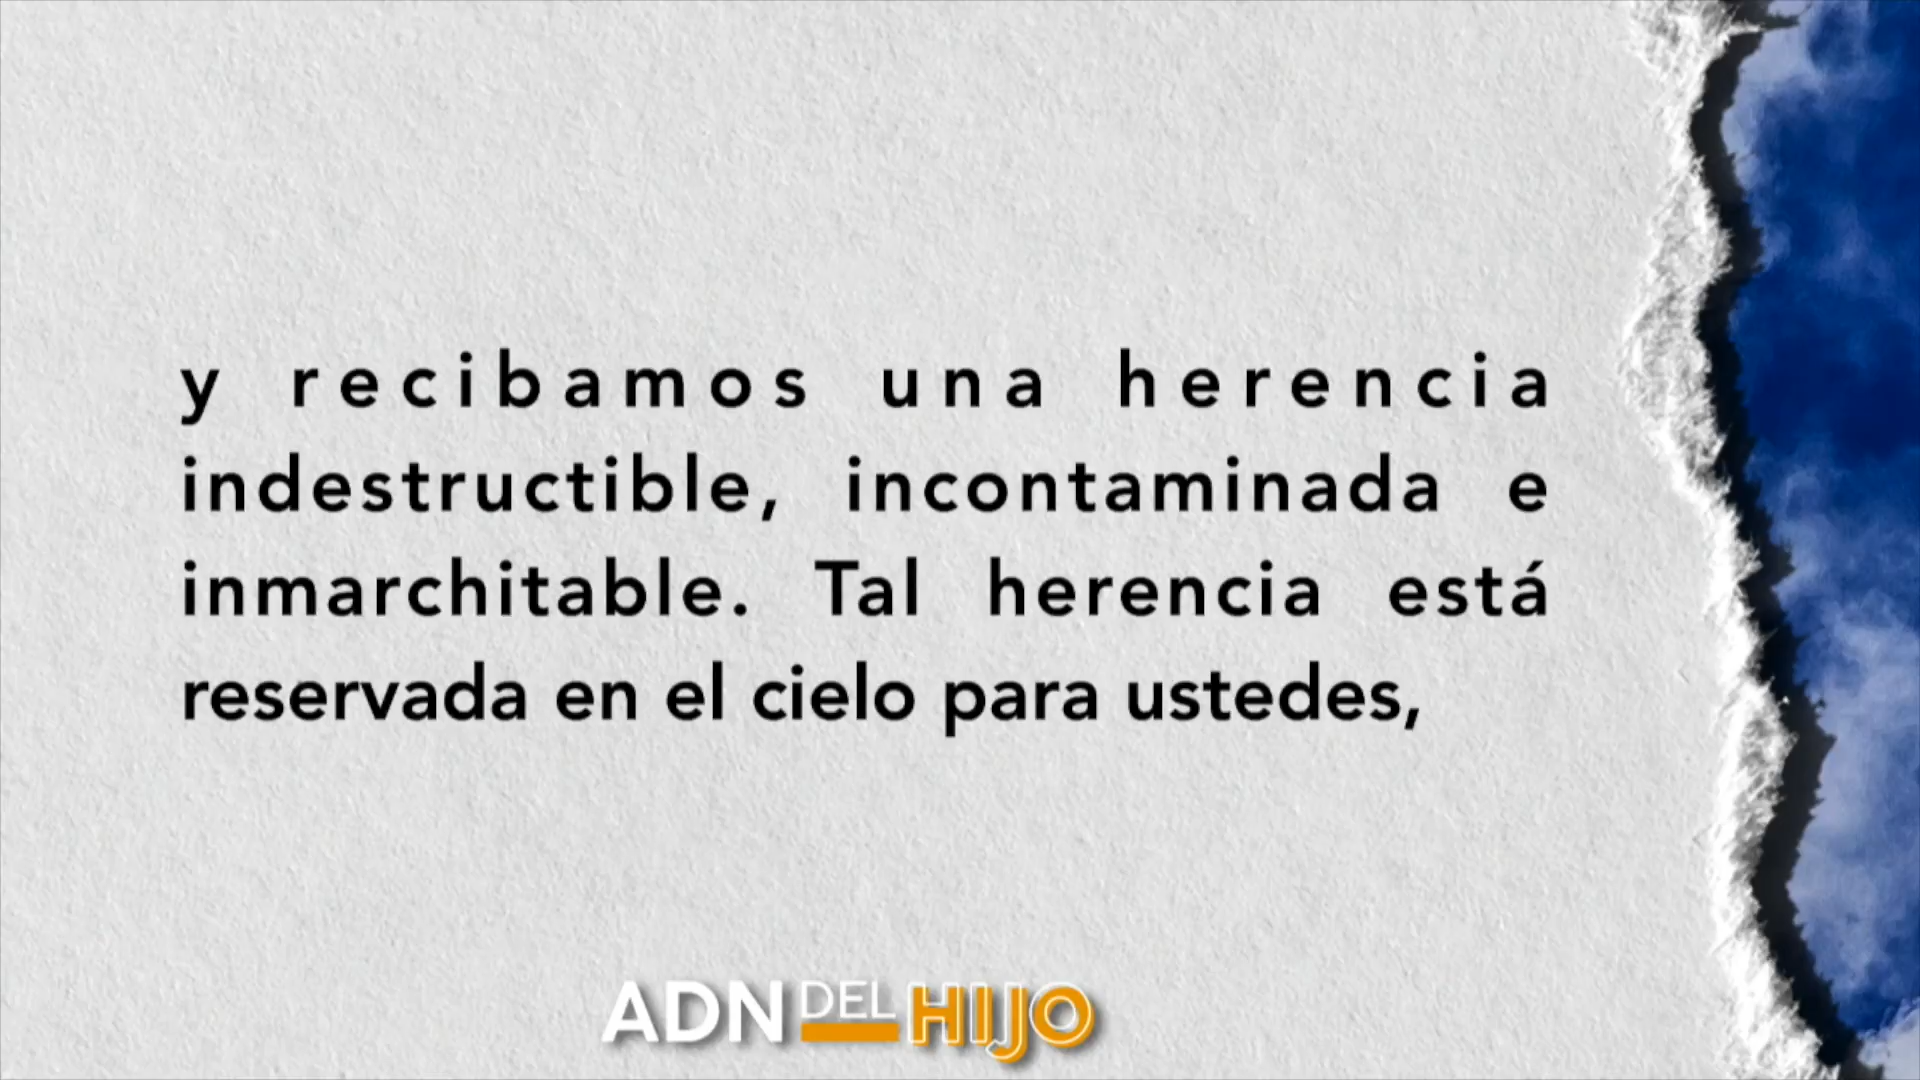 y recibamos una herencia
indestructible, incontaminada e
inmarchitable. Tal herencia está
reservada en el cielo para ustedes,
ADN DEL HIJO